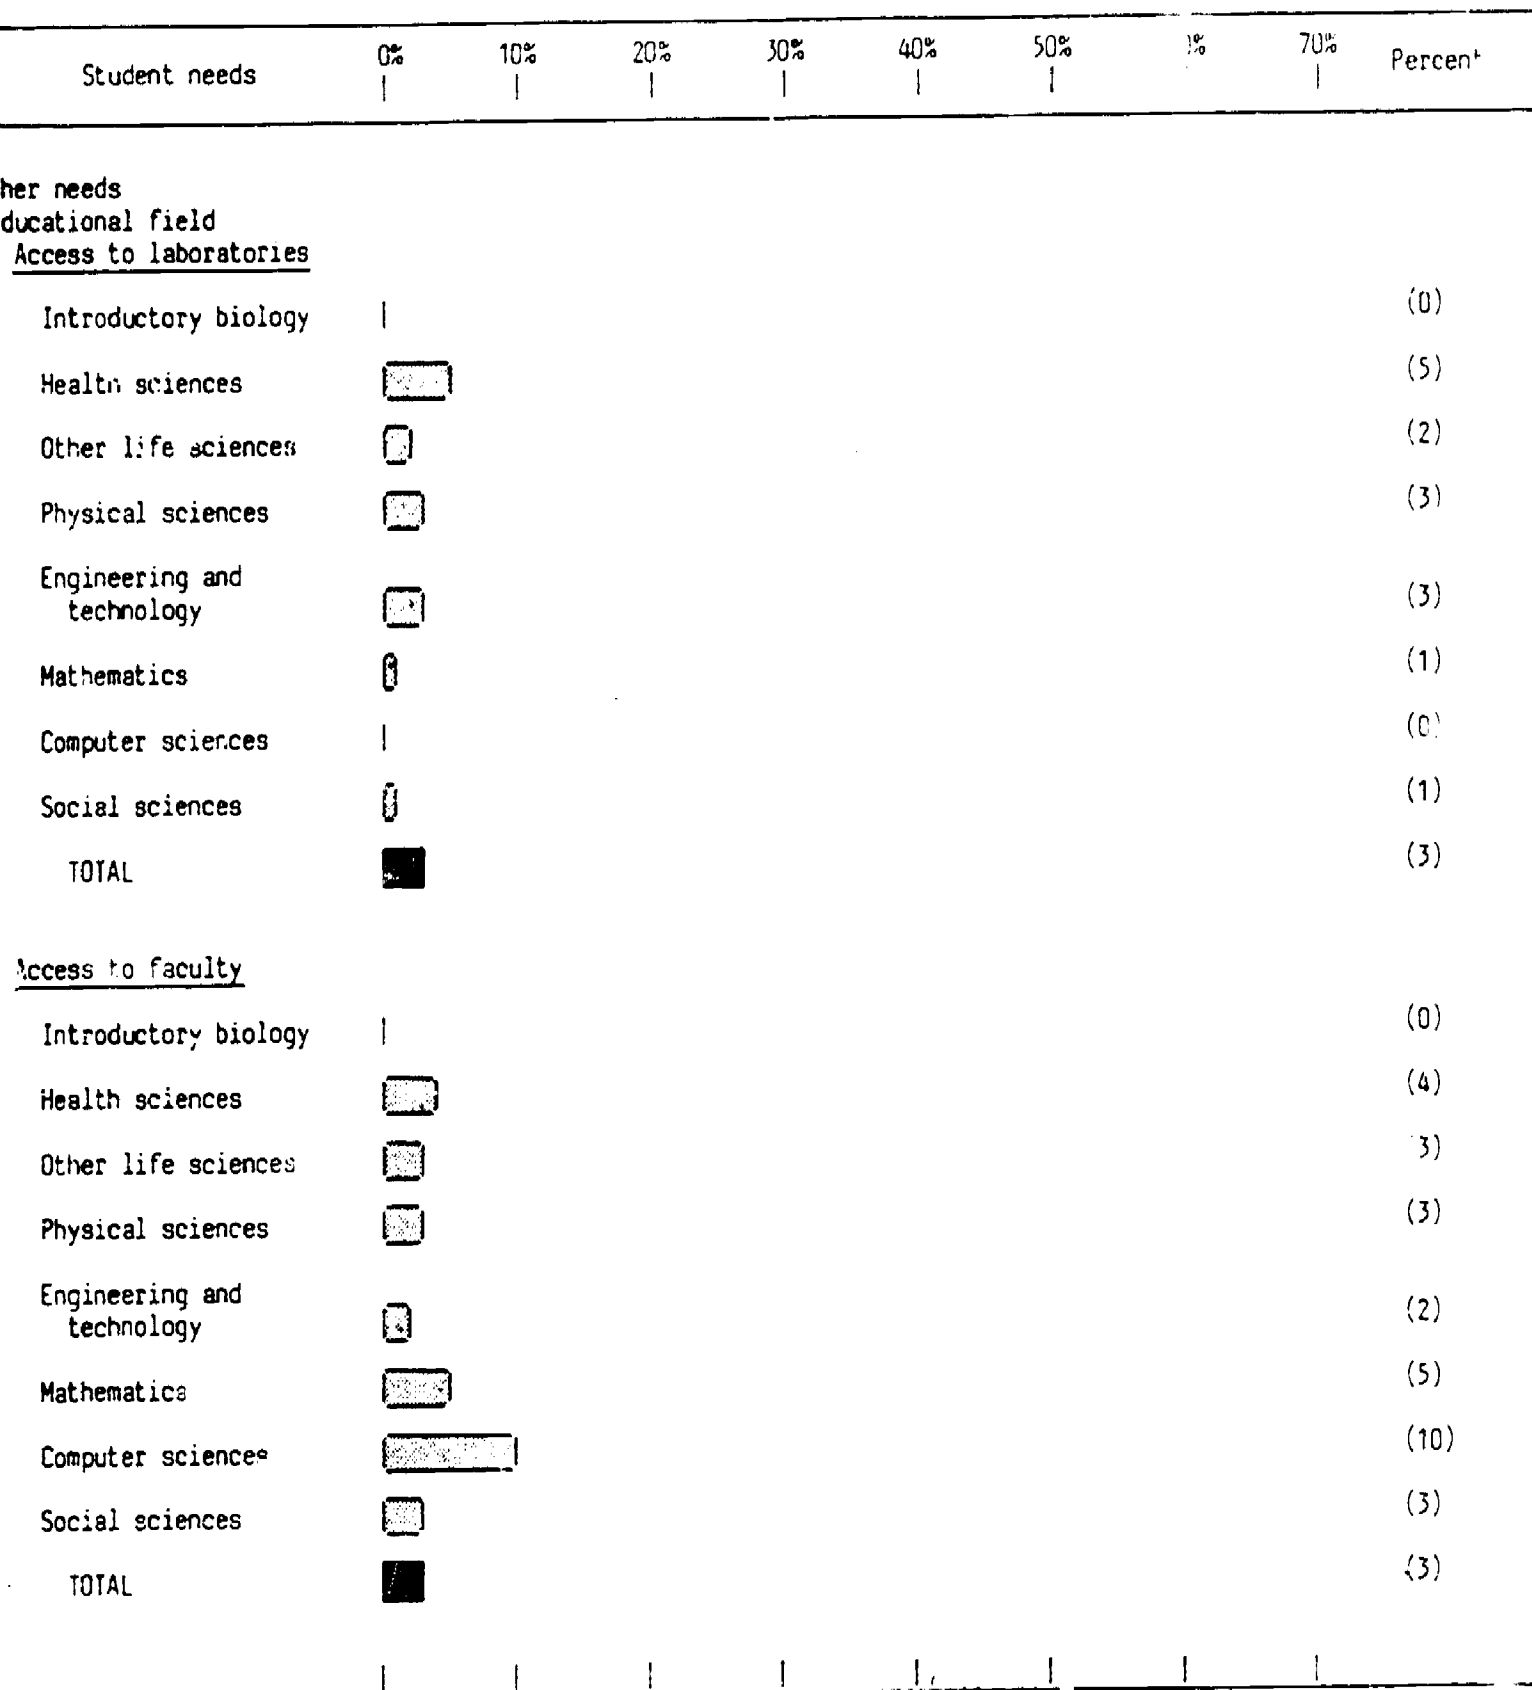 Student needs 0% 10% 20% 30% 40% 50% % 70% Percent
her needs
ducational field
Access to laboratories
Introductory biology (0)
Health sciences (5)
Other life sciences (2)
Physical sciences (3)
Engineering and
technology (3)
Mathematics (1)
Computer sciences (0)
Social sciences (1)
TOTAL (3)
Access to faculty
Introductory biology (0)
Health sciences (4)
Other life sciences 3)
Physical sciences (3)
Engineering and
technology (2)
Mathematics (5)
Computer sciences (10)
Social sciences (3)
TOTAL (3)